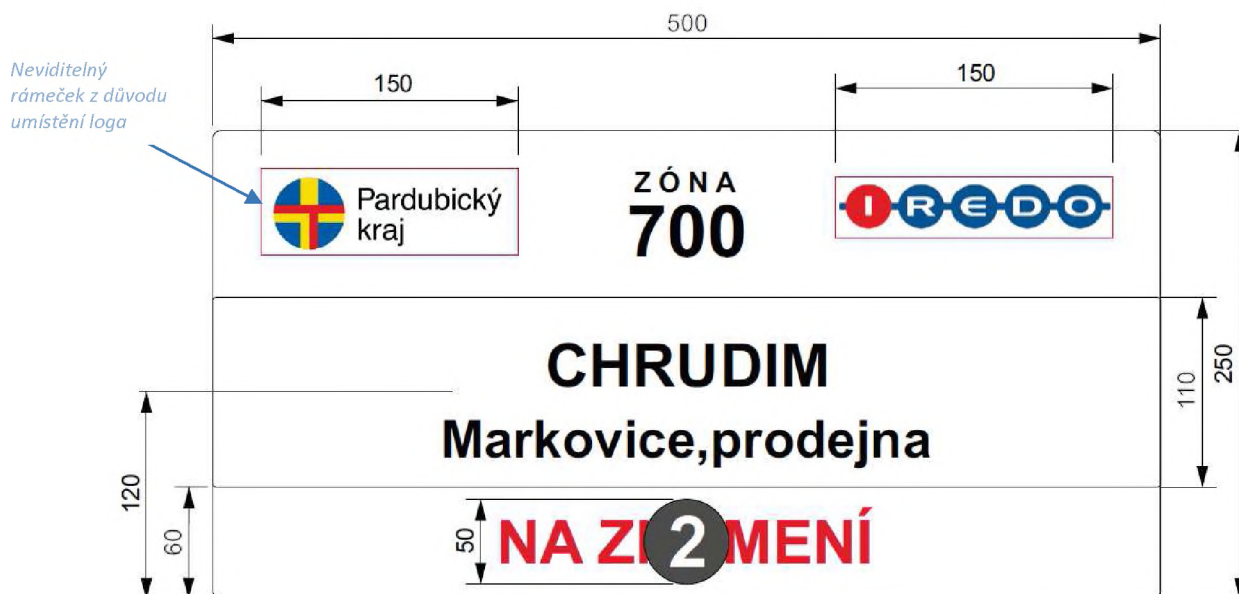 500
Neviditelný
rámeček z důvodu
umístění loga
150
150
Pardubický
kraj
ZÓNA
700
IREDO
CHRUDIM
Markovice,prodejna
110
250
120
60
50
NA 2 MENÍ